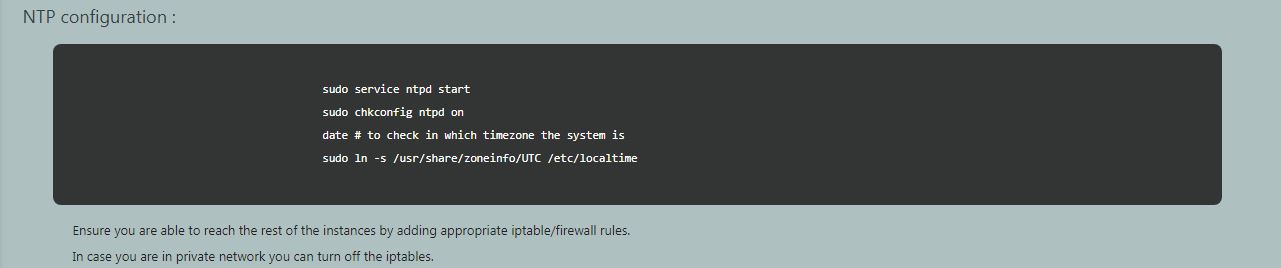 NTP configuration :
sudo service ntpd start
sudo chkconfig ntpd on
date # to check in which timezone the system is
sudo ln -s /usr/share/zoneinfo/UTC /etc/localtime
Ensure you are able to reach the rest of the instances by adding appropriate iptable/firewall rules.
In case you are in private network you can turn off the iptables.